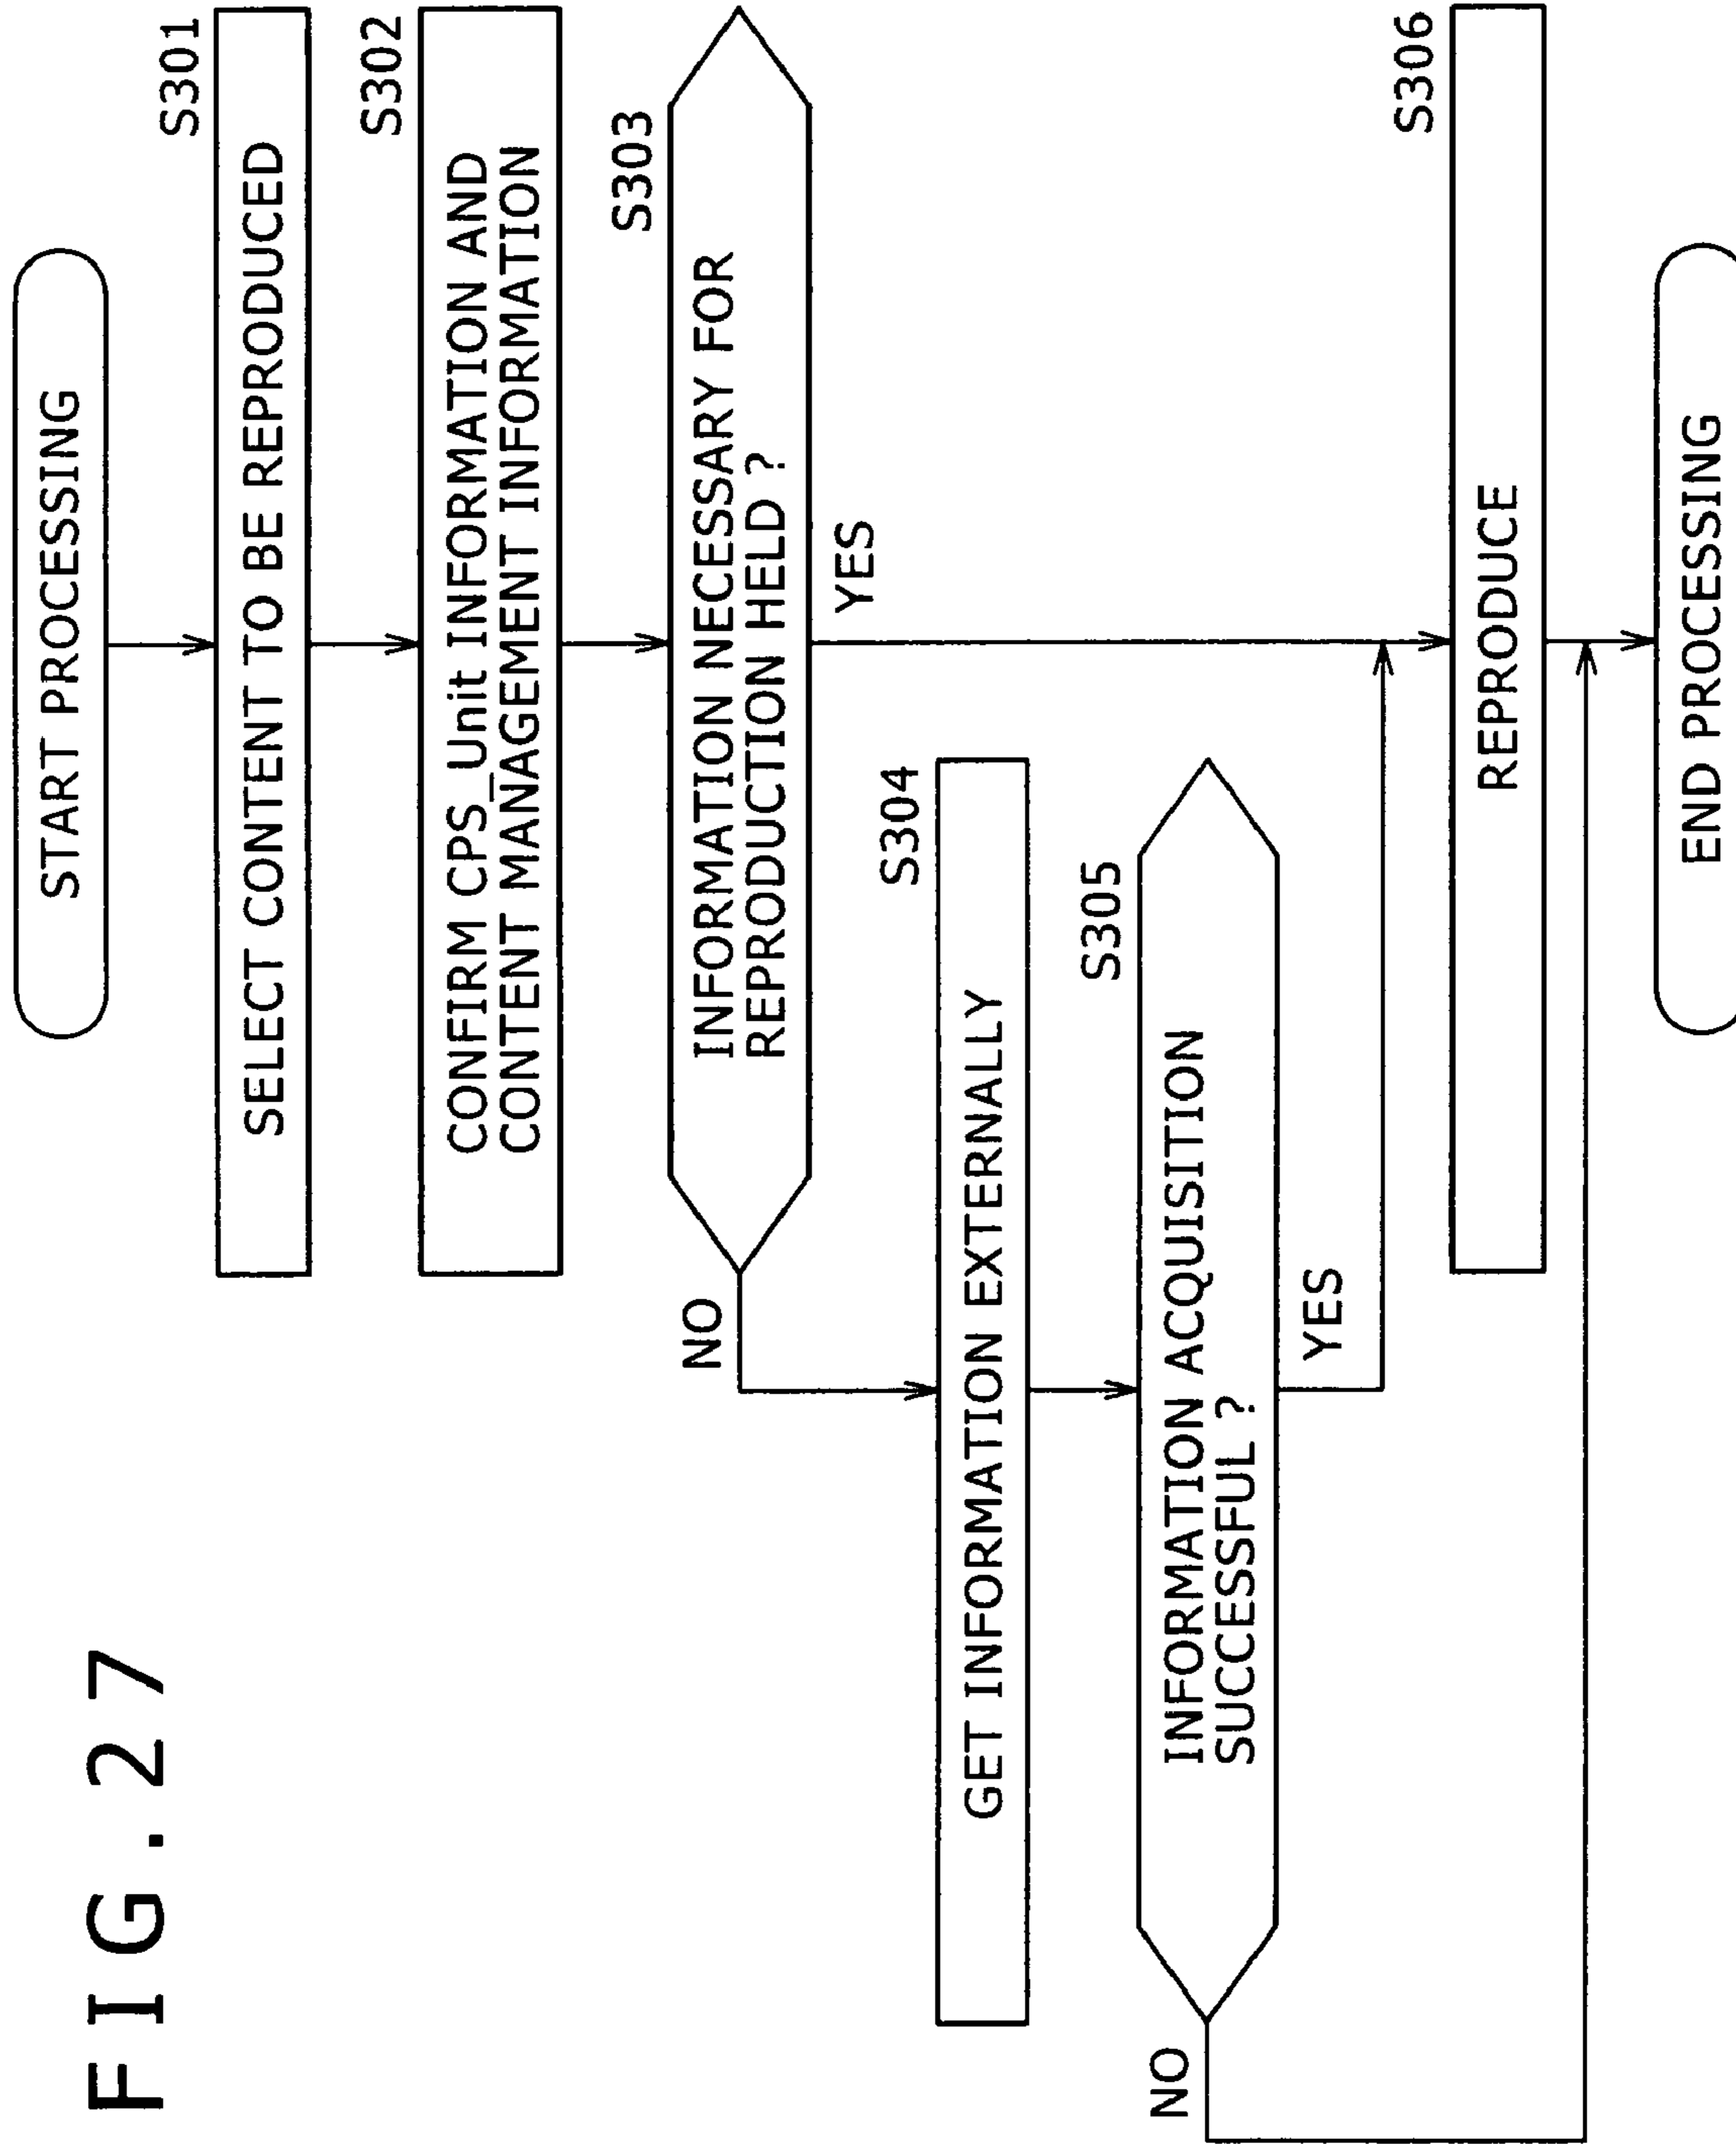 FIG. 27
START PROCESSING
S301
SELECT CONTENT TO BE REPRODUCED
S302
CONFIRM CPS_Unit INFORMATION AND
CONTENT MANAGEMENT INFORMATION
S303
INFORMATION NECESSARY FOR
REPRODUCTION HELD ?
NO
YES
S304
GET INFORMATION EXTERNALLY
S305
INFORMATION ACQUISITION
SUCCESSFUL ?
NO
YES
S306
REPRODUCE
END PROCESSING